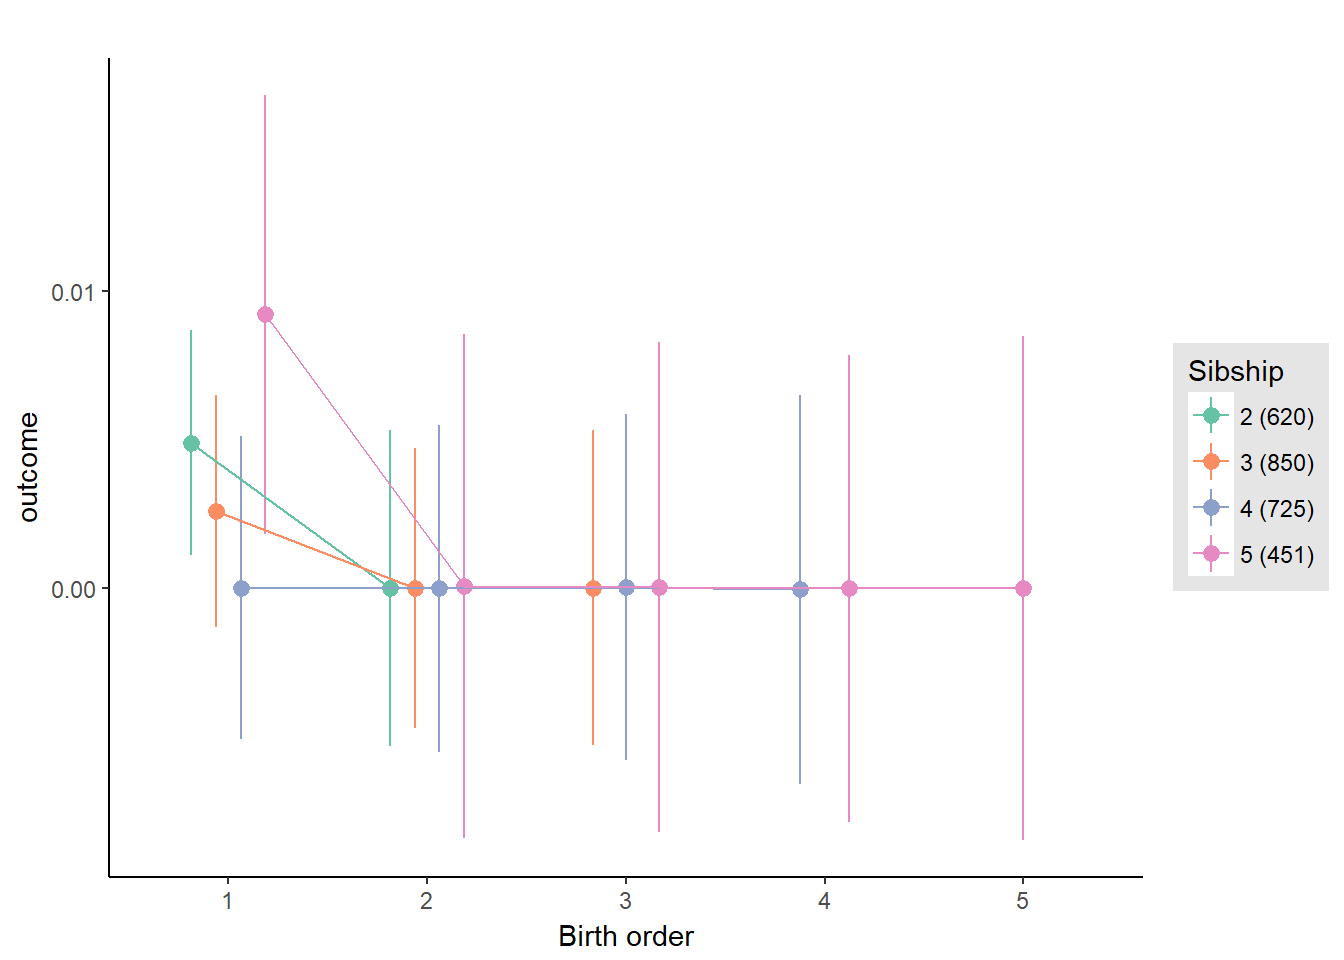 0.01
0.00
outcome
1 2 3 4 5
Birth order
Sibship
2 (620)
3 (850)
4 (725)
5 (451)